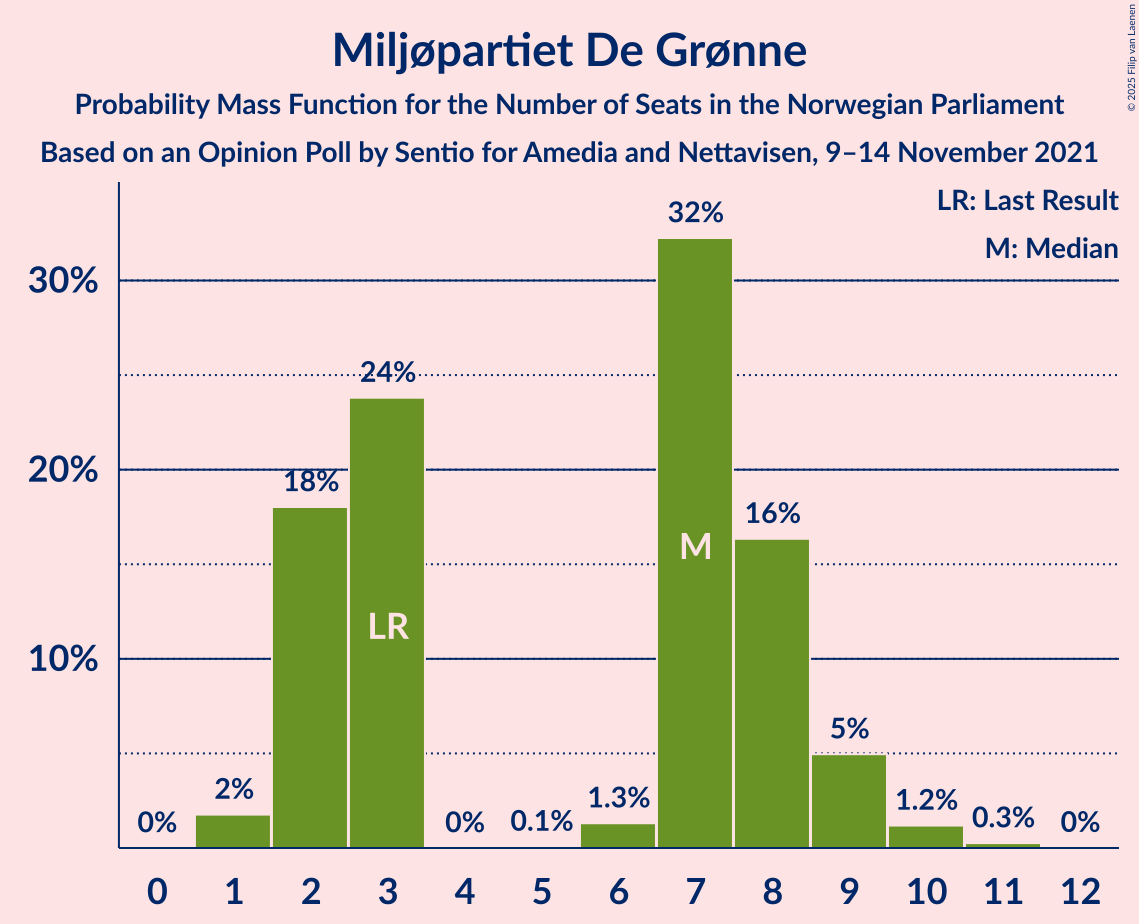 Miljøpartiet De Grønne
Probability Mass Function for the Number of Seats in the Norwegian Parliament
Based on an Opinion Poll by Sentio for Amedia and Nettavisen, 9–14 November 2021
© 2025 Filip van Laenen
LR: Last Result
M: Median
30%
20%
10%
0%
2%
18%
24%
0%
0.1%
1.3%
32%
16%
5%
1.2%
0.3%
0%
LR
M
0 1 2 3 4 5 6 7 8 9 10 11 12